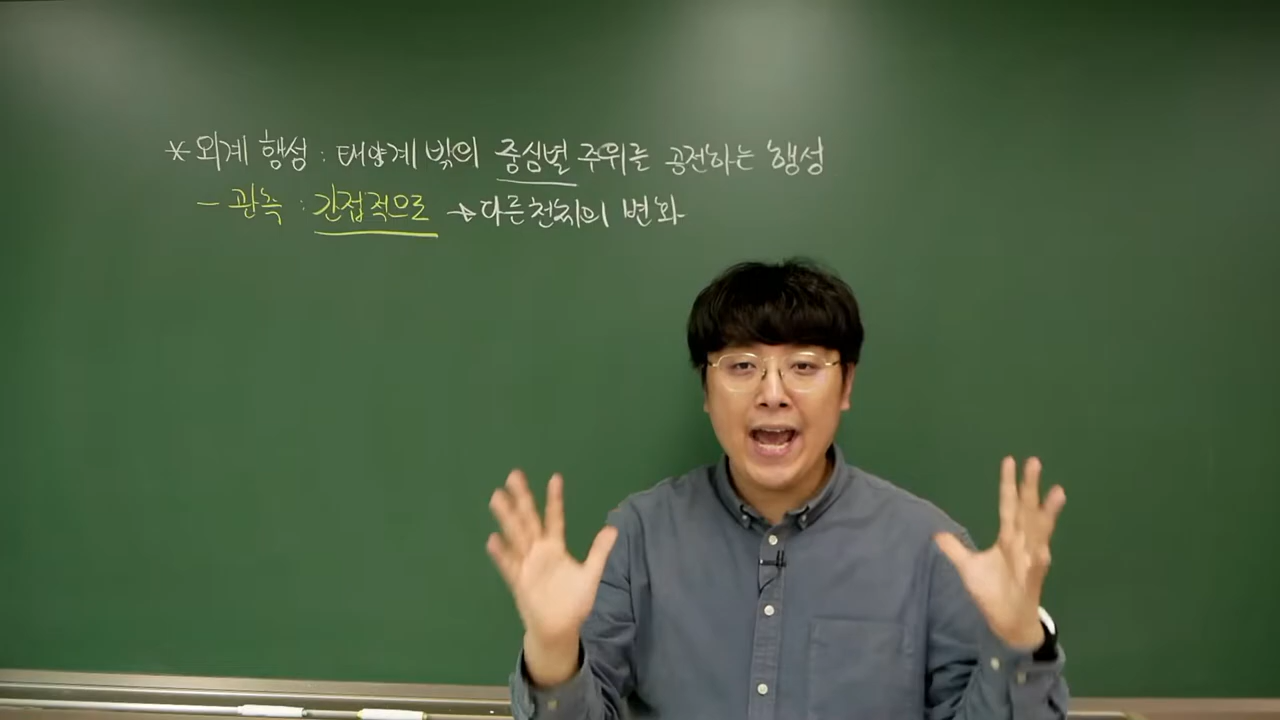 * 외계 행성 : 태양계 밖의 중심별 주위를 공전하는 행성
- 관측 : 간접적으로 → 다른 천체의 변화